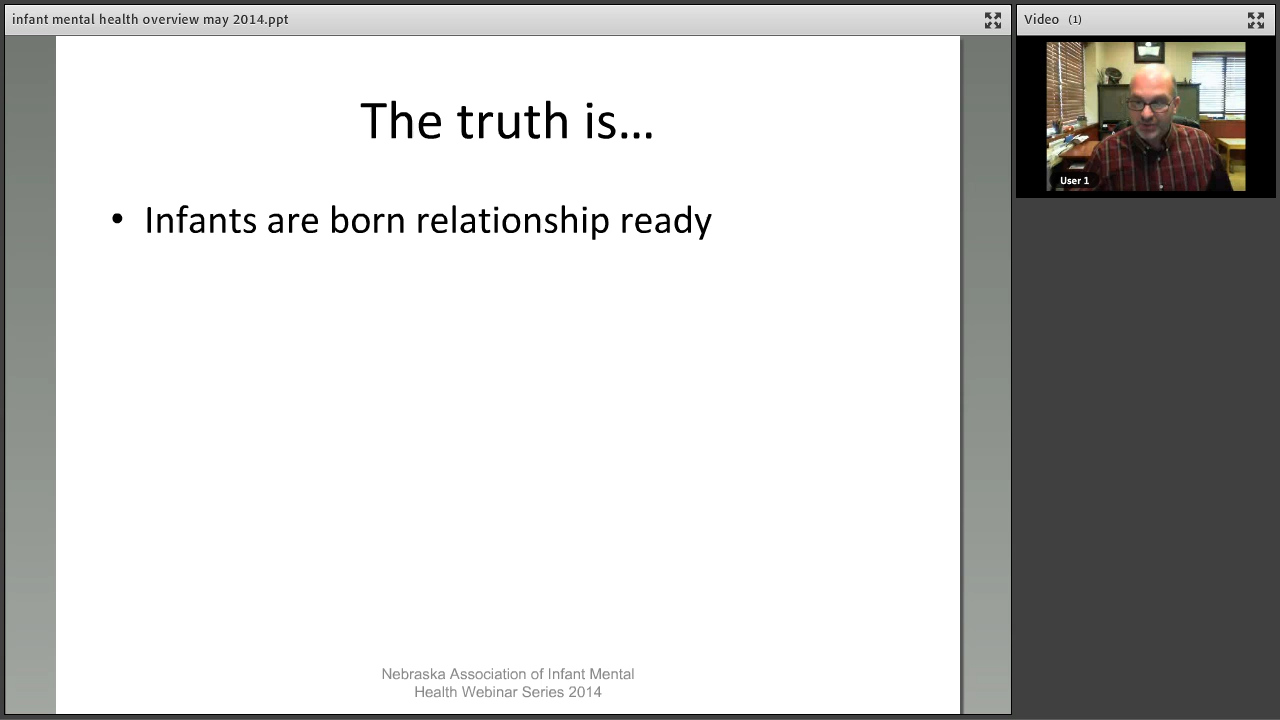 infant mental health overview may 2014.ppt
Video (1)
The truth is…
• Infants are born relationship ready
User 1
Nebraska Association of Infant Mental
Health Webinar Series 2014